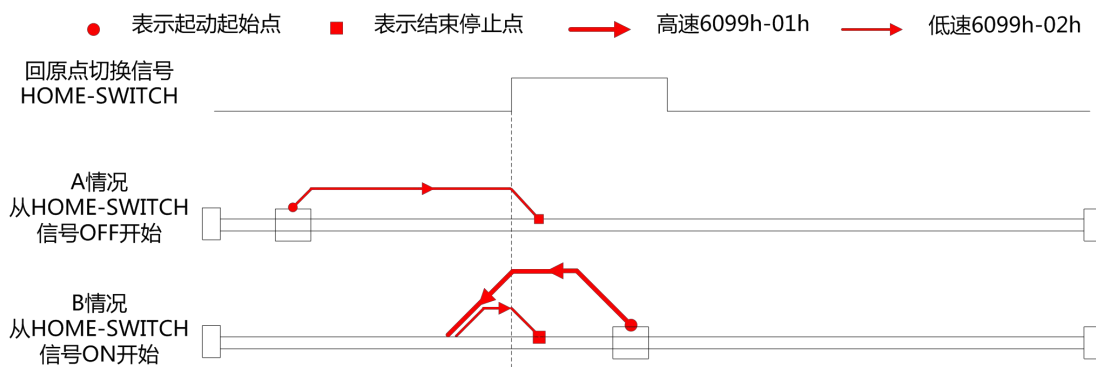 表示起动起始点 表示结束停止点 高速6099h-01h 低速6099h-02h
回原点切换信号
HOME-SWITCH
A情况
从HOME-SWITCH
信号OFF开始
B情况
从HOME-SWITCH
信号ON开始